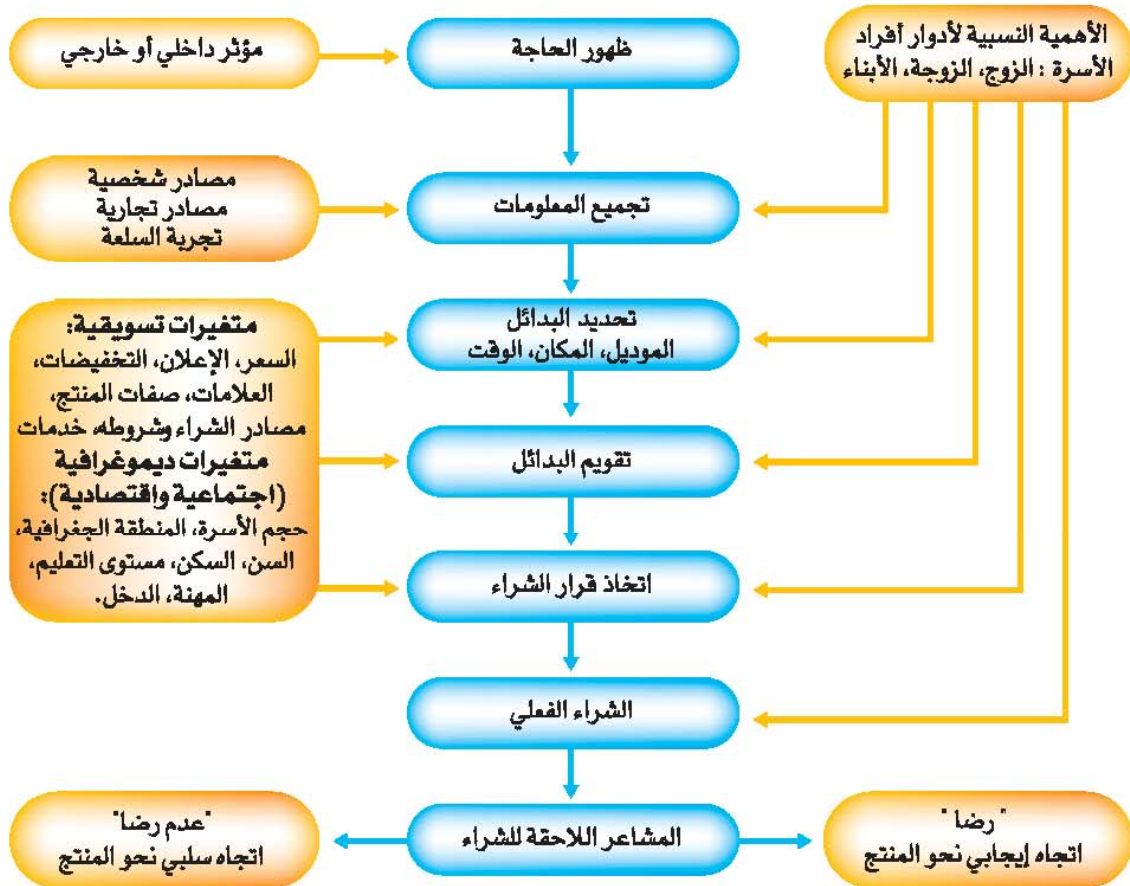 الأهمية النسبية لأدوار أفراد
الأسرة : الزوج، الزوجة، الأبناء
ظهور الحاجة
مؤثر داخلي أو خارجي
تجميع المعلومات
مصادر شخصية
مصادر تجارية
تجربة السلعة
تحديد البدائل
الموديل، المكان، الوقت
متغيرات تسويقية:
السعر، الإعلان، التخفيضات،
العلامات، صفات المنتج،
مصادر الشراء وشروطه، خدمات
متغيرات ديموغرافية
(اجتماعية واقتصادية):
حجم الأسرة، المنطقة الجغرافية،
السن، السكن، مستوى التعليم،
المهنة، الدخل.
تقويم البدائل
اتخاذ قرار الشراء
الشراء الفعلي
المشاعر اللاحقة للشراء
"رضا "
اتجاه إيجابي نحو المنتج
"عدم رضا"
اتجاه سلبي نحو المنتج